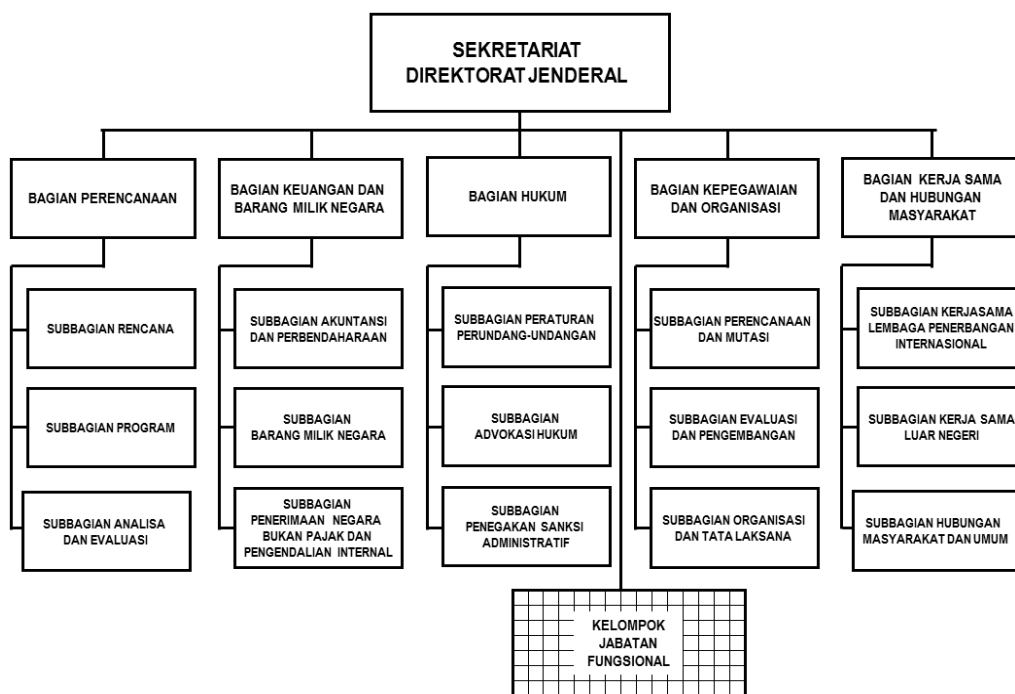 SEKRETARIAT
DIREKTORAT JENDERAL
BAGIAN PERENCANAAN
BAGIAN KEUANGAN DAN
BARANG MILIK NEGARA
BAGIAN HUKUM
BAGIAN KEPEGAWAIAN
DAN ORGANISASI
BAGIAN KERJA SAMA
DAN HUBUNGAN
MASYARAKAT
SUBBAGIAN RENCANA
SUBBAGIAN AKUNTANSI
DAN PERBENDAHARAAN
SUBBAGIAN PERATURAN
PERUNDANG-UNDANGAN
SUBBAGIAN PERENCANAAN
DAN MUTASI
SUBBAGIAN KERJASAMA
LEMBAGA PENERBANGAN
INTERNASIONAL
SUBBAGIAN PROGRAM
SUBBAGIAN
BARANG MILIK NEGARA
SUBBAGIAN
ADVOKASI HUKUM
SUBBAGIAN EVALUASI
DAN PENGEMBANGAN
SUBBAGIAN KERJA SAMA
LUAR NEGERI
SUBBAGIAN ANALISA
DAN EVALUASI
SUBBAGIAN
PENERIMAAN NEGARA
BUKAN PAJAK DAN
PENGENDALIAN INTERNAL
SUBBAGIAN
PENEGAKAN SANKSI
ADMINISTRATIF
SUBBAGIAN ORGANISASI
DAN TATA LAKSANA
SUBBAGIAN HUBUNGAN
MASYARAKAT DAN UMUM
KELOMPOK
JABATAN
FUNGSIONAL